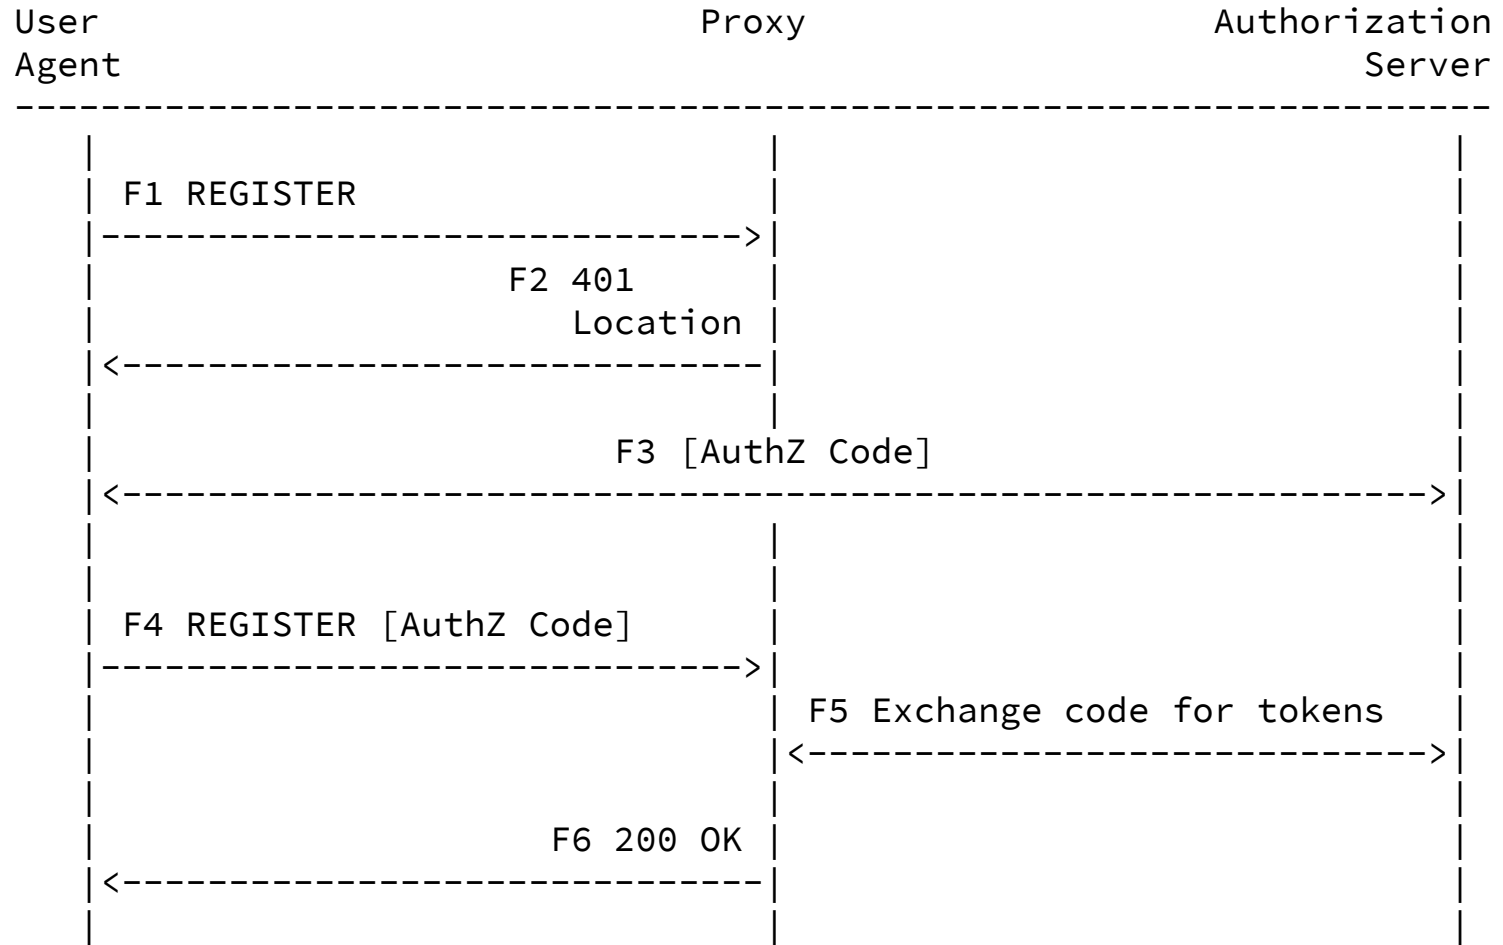 User Proxy Authorization
Agent Server
F1 REGISTER
F2 401
Location
F3 [AuthZ Code]
F4 REGISTER [AuthZ Code]
F5 Exchange code for tokens
F6 200 OK